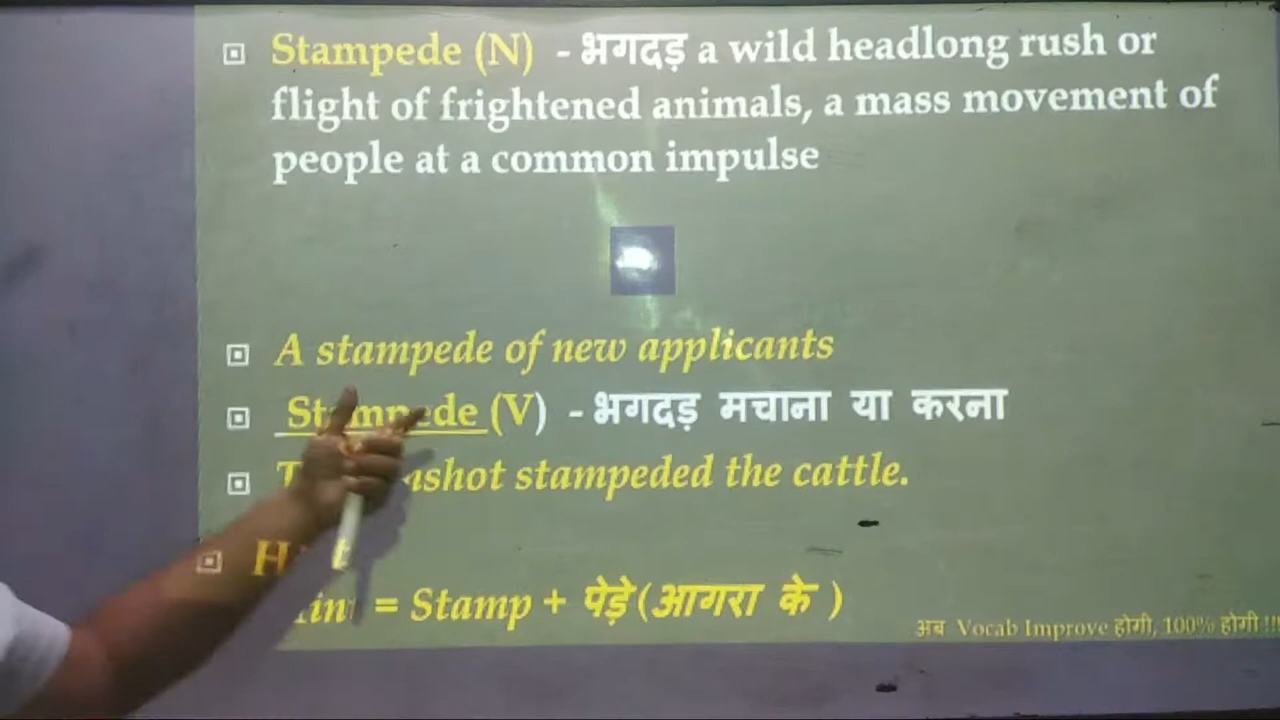 Stampede (N) - भगदड़ a wild headlong rush or
flight of frightened animals, a mass movement of
people at a common impulse
A stampede of new applicants
Stampede (V) - भगदड़ मचाना या करना
stampeded the cattle.
= Stamp + पेड़े (आगरा के )
अब Vocab Improve होगी, 100% होगी !!!